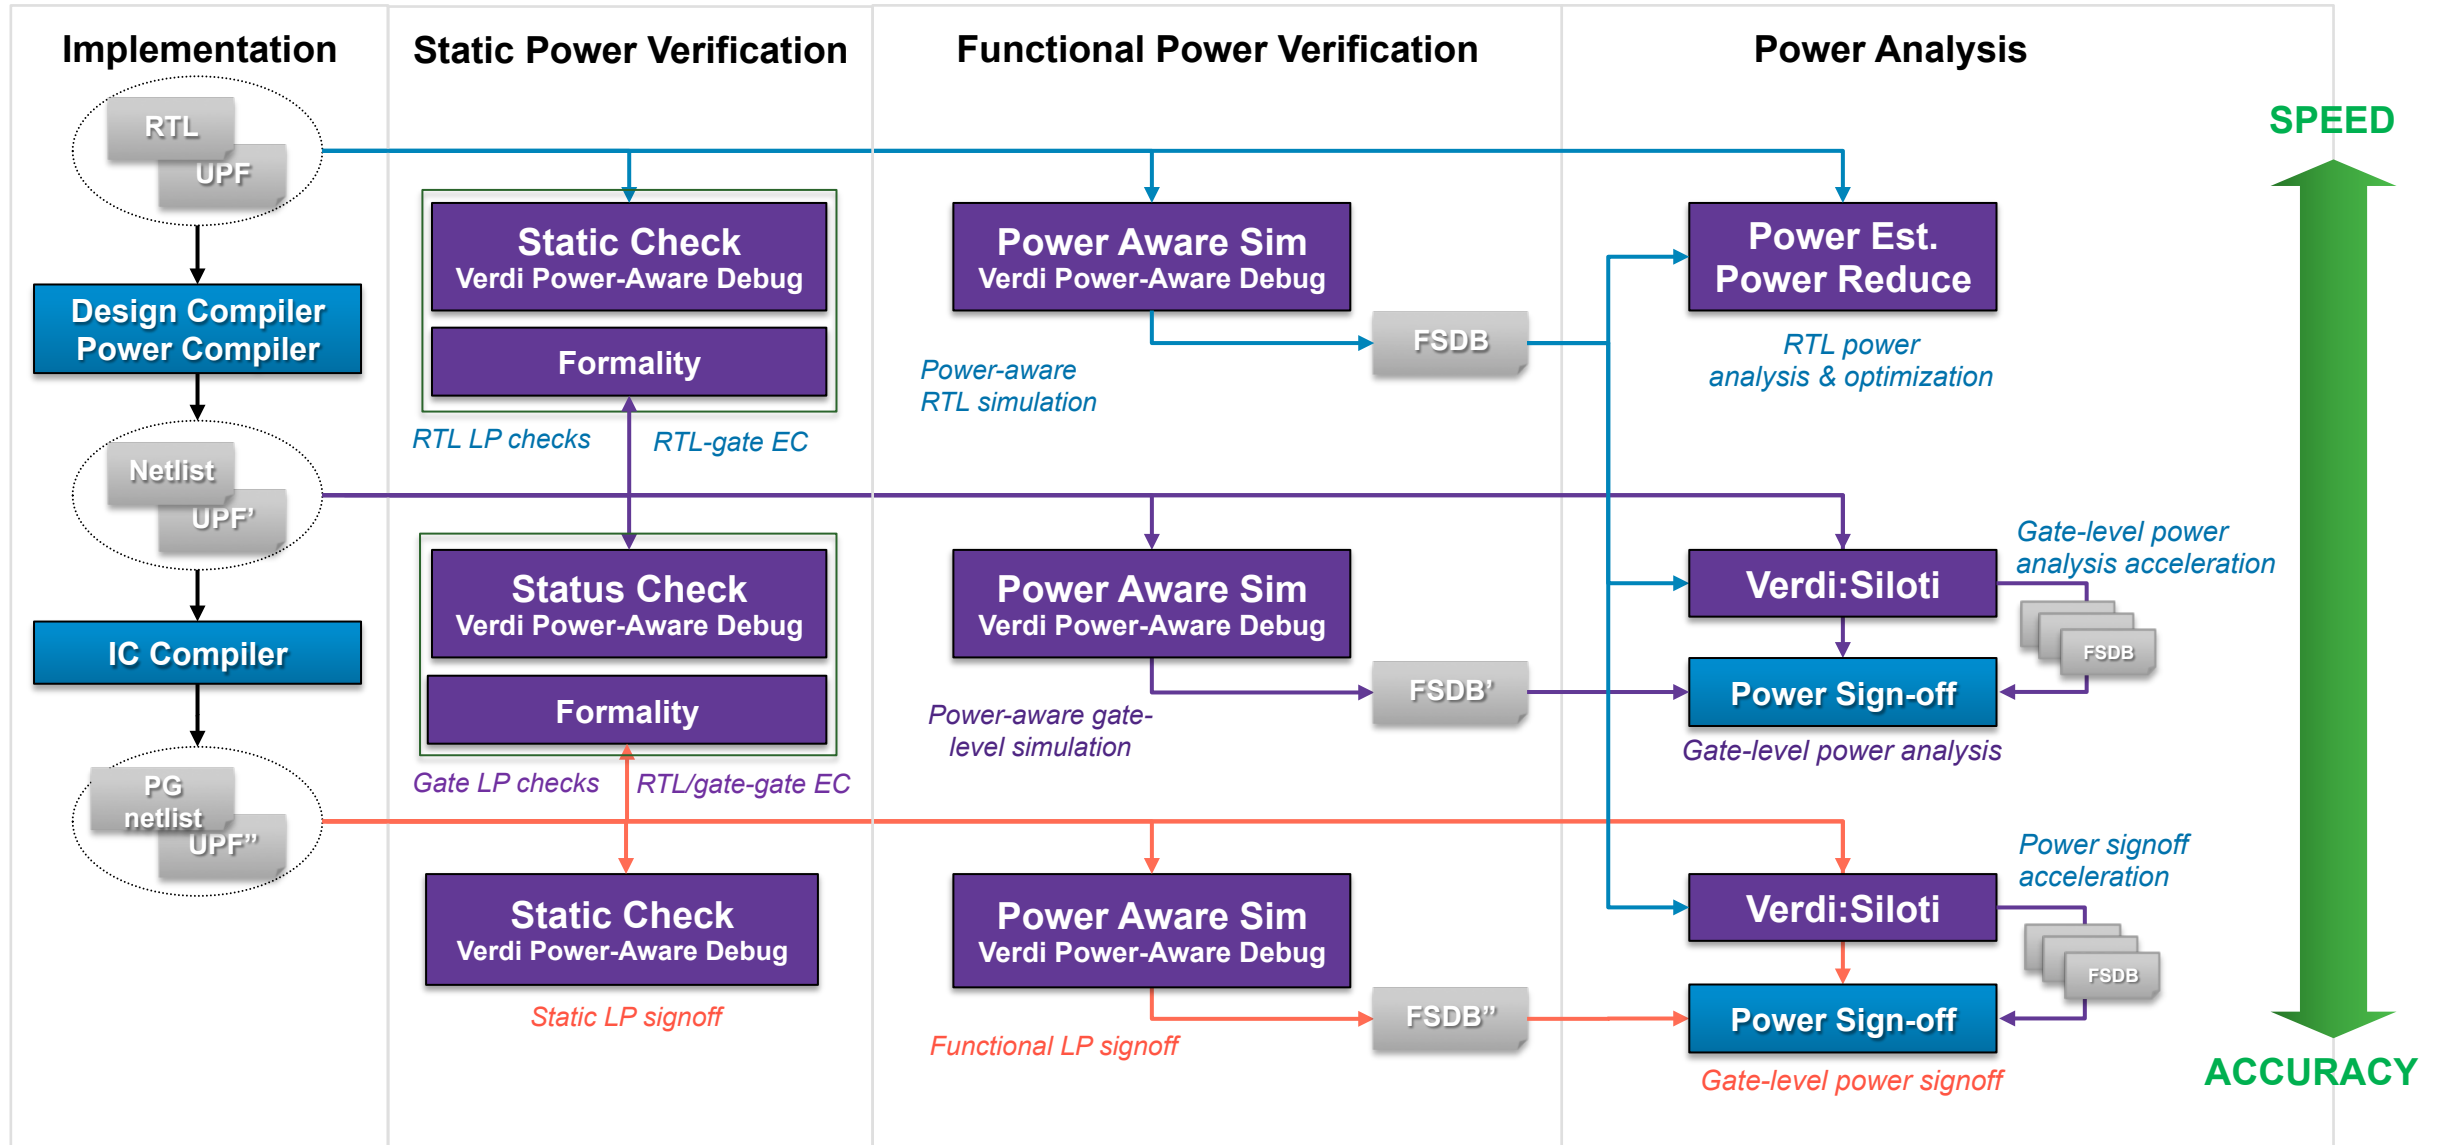 Implementation
Static Power Verification
Functional Power Verification
Power Analysis
SPEED
RTL
UPF
Static Check
Verdi Power-Aware Debug
Power Aware Sim
Verdi Power-Aware Debug
Power Est.
Power Reduce
Design Compiler
Power Compiler
Formality
FSDB
Power-aware
RTL simulation
RTL power
analysis & optimization
RTL LP checks
RTL-gate EC
Netlist
UPF’
Status Check
Verdi Power-Aware Debug
Power Aware Sim
Verdi Power-Aware Debug
Verdi:Siloti
Gate-level power
analysis acceleration
FSDB
IC Compiler
Formality
FSDB’
Power Sign-off
Power-aware gate-
level simulation
Gate-level power analysis
Gate LP checks
RTL/gate-gate EC
PG
netlist
UPF”
Static Check
Verdi Power-Aware Debug
Power Aware Sim
Verdi Power-Aware Debug
Verdi:Siloti
Power signoff
acceleration
FSDB
Static LP signoff
FSDB”
Power Sign-off
Functional LP signoff
Gate-level power signoff
ACCURACY